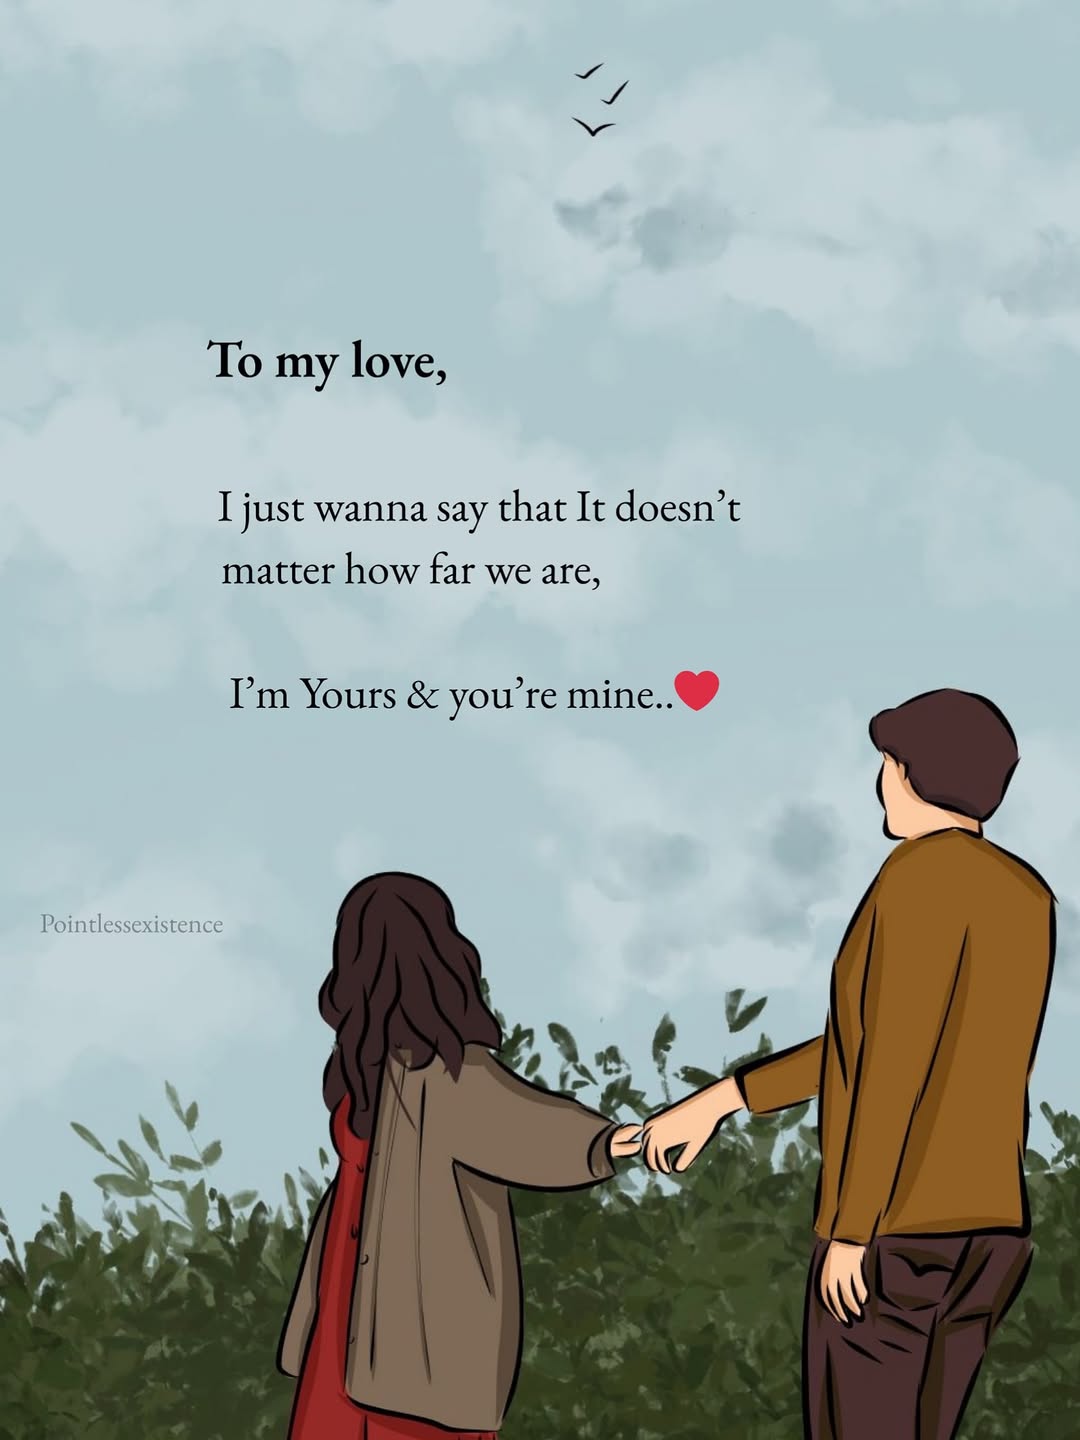 To my love,
I just wanna say that It doesn’t
matter how far we are,
I’m Yours & you’re mine..❤️
Pointlessexistence